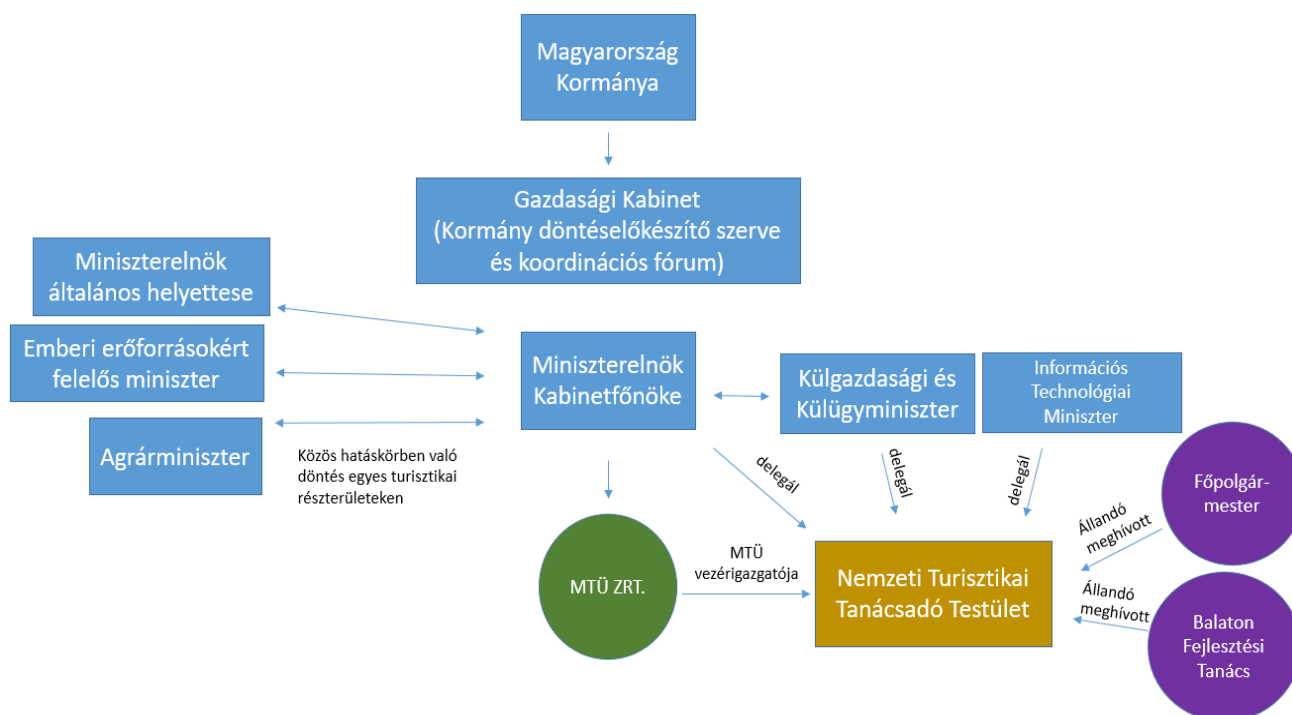 Magyarország
Kormánya
Gazdasági Kabinet
(Kormány döntéselőkészítő szerve
és koordinációs fórum)
Miniszterelnök
általános helyettese
Emberi erőforrásokért
felelős miniszter
Agrárminiszter
Közös hatáskörben való
döntés egyes turisztikai
részterületeken
Miniszterelnök
Kabinetfőnöke
Külgazdasági és
Külügyminiszter
Információs
Technológiai
Miniszter
delegál
delegál
delegál
Főpolgár-
mester
Állandó
meghívott
MTÜ ZRT.
MTÜ
vezérigazgatója
Nemzeti Turisztikai
Tanácsadó Testület
Állandó
meghívott
Balaton
Fejlesztési
Tanács